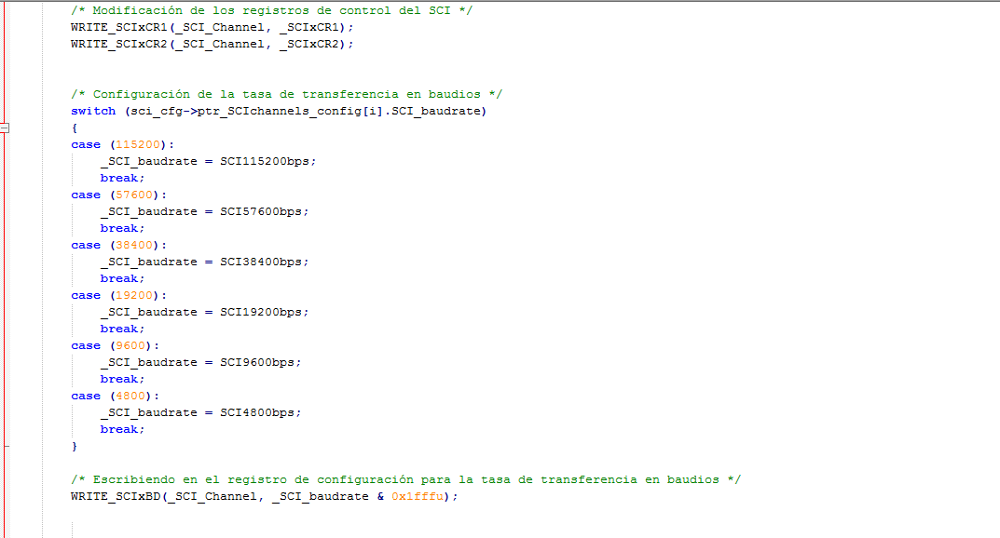 /* Modificación de los registros de control del SCI */
WRITE_SCIxCR1(_SCI_Channel, _SCIxCR1);
WRITE_SCIxCR2(_SCI_Channel, _SCIxCR2);
/* Configuración de la tasa de transferencia en baudios */
switch (sci_cfg->ptr_SCIchannels_config[i].SCI_baudrate)
{
case (115200):
_SCI_baudrate = SCI115200bps;
break;
case (57600):
_SCI_baudrate = SCI57600bps;
break;
case (38400):
_SCI_baudrate = SCI38400bps;
break;
case (19200):
_SCI_baudrate = SCI19200bps;
break;
case (9600):
_SCI_baudrate = SCI9600bps;
break;
case (4800):
_SCI_baudrate = SCI4800bps;
break;
}
/* Escribiendo en el registro de configuración para la tasa de transferencia en baudios */
WRITE_SCIxBD(_SCI_Channel, _SCI_baudrate & 0x1fffu);